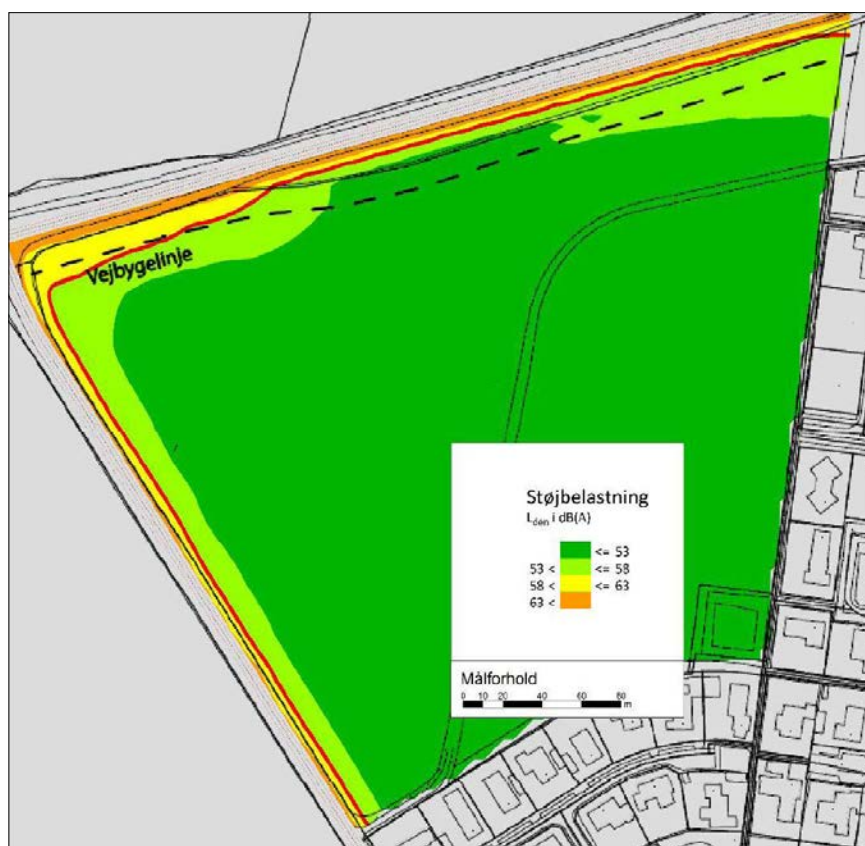 Vejbygelinje
Støjbelastning
Lden i dB(A)
<= 53
53 < <= 58
58 < <= 63
63 <
Målforhold
0 10 20 40 60 80
m